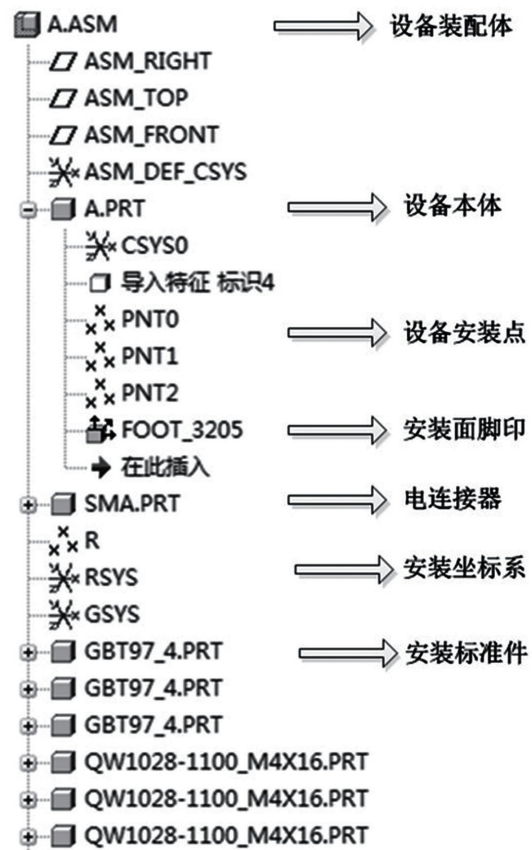 A.ASM 设备装配体
ASM_RIGHT
ASM_TOP
ASM_FRONT
ASM_DEF_CSYS
A.PRT 设备本体
CSYS0
导入特征 标识4
PNT0 设备安装点
PNT1
PNT2
FOOT_3205 安装面脚印
在此插入
SMA.PRT 电连接器
R
RSYS 安装坐标系
GSYS
GBT97_4.PRT 安装标准件
GBT97_4.PRT
GBT97_4.PRT
QW1028-1100_M4X16.PRT
QW1028-1100_M4X16.PRT
QW1028-1100_M4X16.PRT